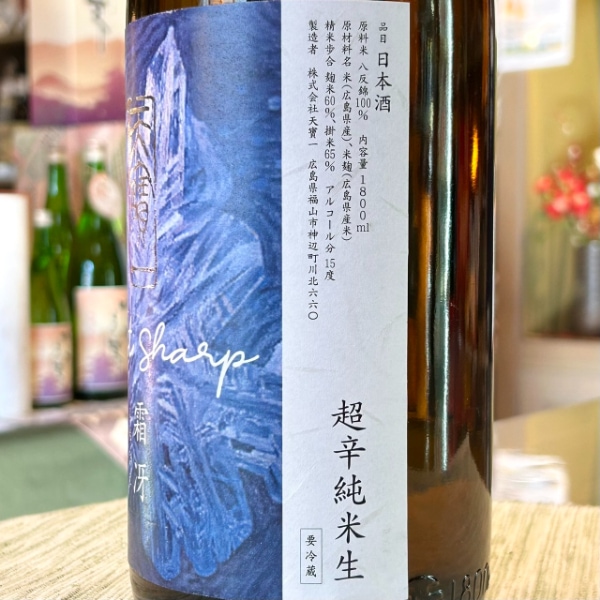 品目 日本酒
原料米 八反錦100% 内容量 1800ml
原材料名 米(広島県産)、米麹(広島県産米)
精米歩合 麹米60%、掛米65% アルコール分 15度
製造者 株式会社天寶一 広島県福山市神辺町川北六六〇
超辛純米生
要冷蔵
Sharp
霜冴